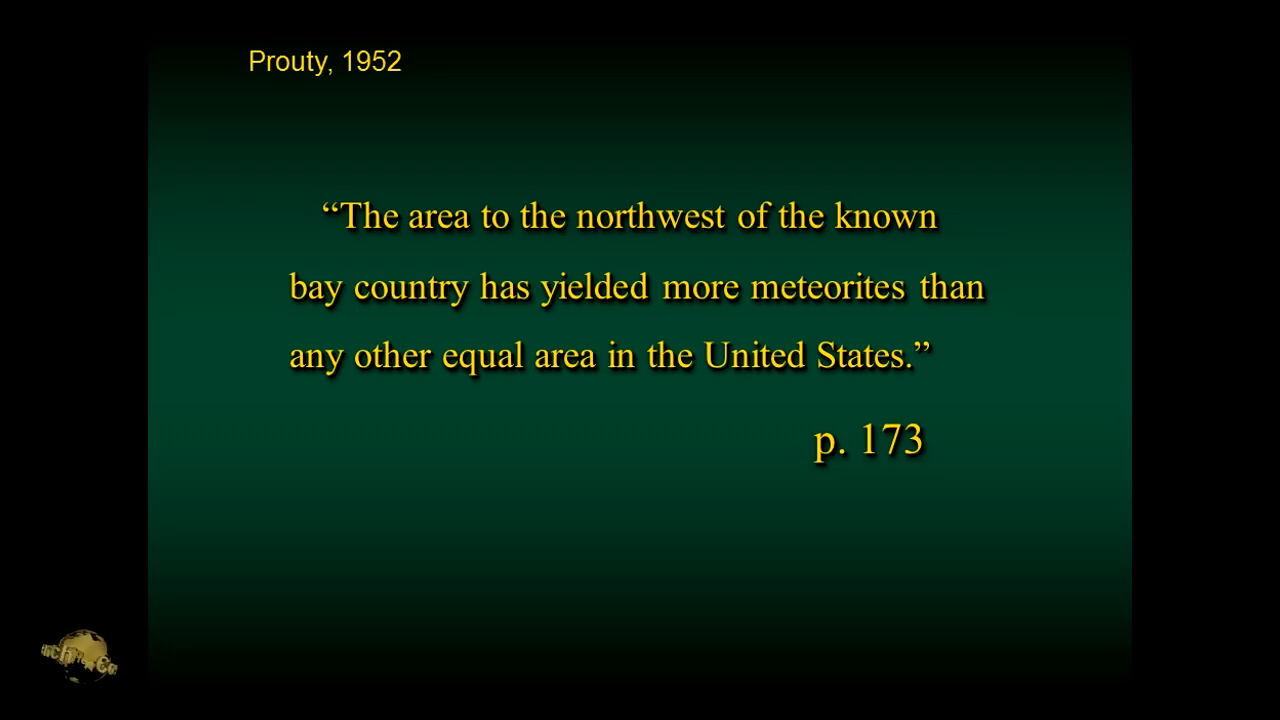 Prouty, 1952
“The area to the northwest of the known
bay country has yielded more meteorites than
any other equal area in the United States.”
p. 173